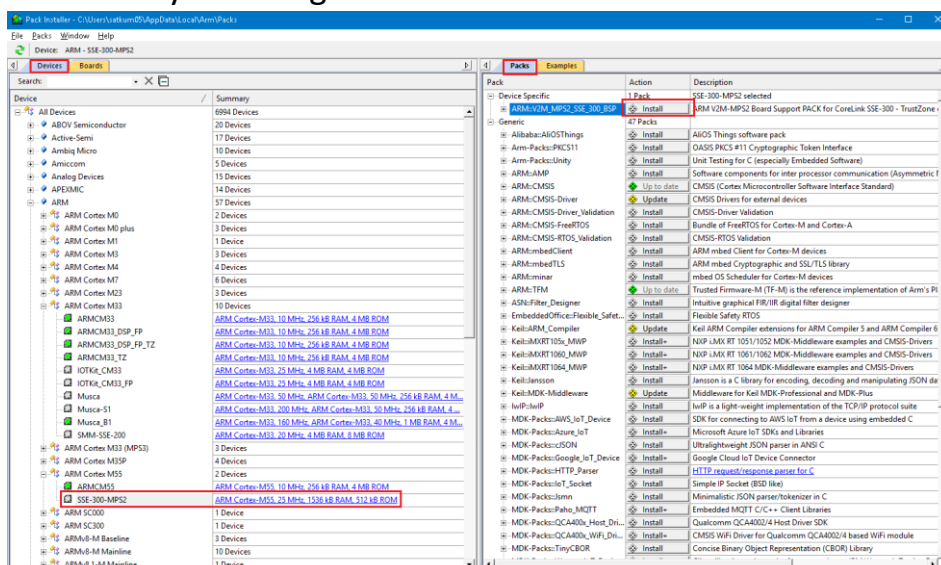 Pack Installer - C:\Users\satkum05\AppData\Local\Arm\Packs
File Packs Window Help
Device: ARM - SSE-300-MPS2
Devices Boards
Search:
Device / Summary
All Devices 6994 Devices
ABOV Semiconductor 20 Devices
Active-Semi 17 Devices
Ambiq Micro 10 Devices
Amiccom 5 Devices
Analog Devices 15 Devices
APEXMIC 14 Devices
ARM 57 Devices
ARM Cortex M0 2 Devices
ARM Cortex M0 plus 3 Devices
ARM Cortex M1 1 Device
ARM Cortex M3 3 Devices
ARM Cortex M4 4 Devices
ARM Cortex M7 6 Devices
ARM Cortex M23 3 Devices
ARM Cortex M33 10 Devices
ARMCM33 ARM Cortex-M33, 10 MHz, 256 kB RAM, 4 MB ROM
ARMCM33_DSP_FP ARM Cortex-M33, 10 MHz, 256 kB RAM, 4 MB ROM
ARMCM33_DSP_FP_TZ ARM Cortex-M33, 10 MHz, 256 kB RAM, 4 MB ROM
ARMCM33_TZ ARM Cortex-M33, 10 MHz, 256 kB RAM, 4 MB ROM
IOTKit_CM33 ARM Cortex-M33, 25 MHz, 4 MB RAM, 4 MB ROM
IOTKit_CM33_FP ARM Cortex-M33, 25 MHz, 4 MB RAM, 4 MB ROM
Musca ARM Cortex-M33, 50 MHz, ARM Cortex-M33, 50 MHz, 256 kB RAM, 4 M...
Musca-S1 ARM Cortex-M33, 200 MHz, ARM Cortex-M33, 50 MHz, 256 kB RAM, 4 ...
Musca_B1 ARM Cortex-M33, 160 MHz, ARM Cortex-M33, 40 MHz, 1 MB RAM, 4 M...
SMM-SSE-200 ARM Cortex-M33, 20 MHz, 4 MB RAM, 8 MB ROM
ARM Cortex M33 (MPS3) 3 Devices
ARM Cortex M35P 4 Devices
ARM Cortex M55 2 Devices
ARMCM55 ARM Cortex-M55, 10 MHz, 256 kB RAM, 4 MB ROM
SSE-300-MPS2 ARM Cortex-M55, 25 MHz, 1536 kB RAM, 512 kB ROM
ARM SC000 1 Device
ARM SC300 1 Device
ARMv8-M Baseline 3 Devices
ARMv8-M Mainline 10 Devices
ARMv8.1-M Mainline 1 Device
Packs Examples
Pack Action Description
Device Specific 1 Pack SSE-300-MPS2 selected
ARM::V2M_MPS2_SSE_300_BSP Install ARM V2M-MPS2 Board Support PACK for CoreLink SSE-300 - TrustZone
Generic 47 Packs
Alibaba::AliOSThings Install AliOS Things software pack
Arm-Packs::PKCS11 Install OASIS PKCS #11 Cryptographic Token Interface
Arm-Packs::Unity Install Unit Testing for C (especially Embedded Software)
ARM::AMP Install Software components for inter processor communication (Asymmetric
ARM::CMSIS Up to date CMSIS (Cortex Microcontroller Software Interface Standard)
ARM::CMSIS-Driver Update CMSIS Drivers for external devices
ARM::CMSIS-Driver_Validation Install CMSIS-Driver Validation
ARM::CMSIS-FreeRTOS Install Bundle of FreeRTOS for Cortex-M and Cortex-A
ARM::CMSIS-RTOS_Validation Install CMSIS-RTOS Validation
ARM::mbedClient Install ARM mbed Client for Cortex-M devices
ARM::mbedTLS Install ARM mbed Cryptographic and SSL/TLS library
ARM::minar Install mbed OS Scheduler for Cortex-M devices
ARM::TFM Up to date Trusted Firmware-M (TF-M) is the reference implementation of Arm's Pl
ASN::Filter_Designer Install Intuitive graphical FIR/IIR digital filter designer
EmbeddedOffice::Flexible_Safet... Install Flexible Safety RTOS
Keil::ARM_Compiler Update Keil ARM Compiler extensions for ARM Compiler 5 and ARM Compiler 6
Keil::iMXRT105x_MWP Install+ NXP i.MX RT 1051/1052 MDK-Middleware examples and CMSIS-Drivers
Keil::iMXRT1060_MWP Install+ NXP i.MX RT 1061/1062 MDK-Middleware examples and CMSIS-Drivers
Keil::iMXRT1064_MWP Install+ NXP i.MX RT 1064 MDK-Middleware examples and CMSIS-Drivers
Keil::Jansson Install Jansson is a C library for encoding, decoding and manipulating JSON da
Keil::MDK-Middleware Update Middleware for Keil MDK-Professional and MDK-Plus
lwIP::lwIP Install lwIP is a light-weight implementation of the TCP/IP protocol suite
MDK-Packs::AWS_IoT_Device Install SDK for connecting to AWS IoT from a device using embedded C
MDK-Packs::Azure_IoT Install+ Microsoft Azure IoT SDKs and Libraries
MDK-Packs::cJSON Install Ultralightweight JSON parser in ANSI C
MDK-Packs::Google_IoT_Device Install+ Google Cloud IoT Device Connector
MDK-Packs::HTTP_Parser Install HTTP request/response parser for C
MDK-Packs::IoT_Socket Install Simple IP Socket (BSD like)
MDK-Packs::Jsmn Install Minimalistic JSON parser/tokenizer in C
MDK-Packs::Paho_MQTT Install+ Embedded MQTT C/C++ Client Libraries
MDK-Packs::QCA400x_Host_Dri... Install Qualcomm QCA4002/4 Host Driver SDK
MDK-Packs::QCA400x_WiFi_Dri... Install+ CMSIS WiFi Driver for Qualcomm QCA4002/4 based WiFi module
MDK-Packs::TinyCBOR Install Concise Binary Object Representation (CBOR) Library